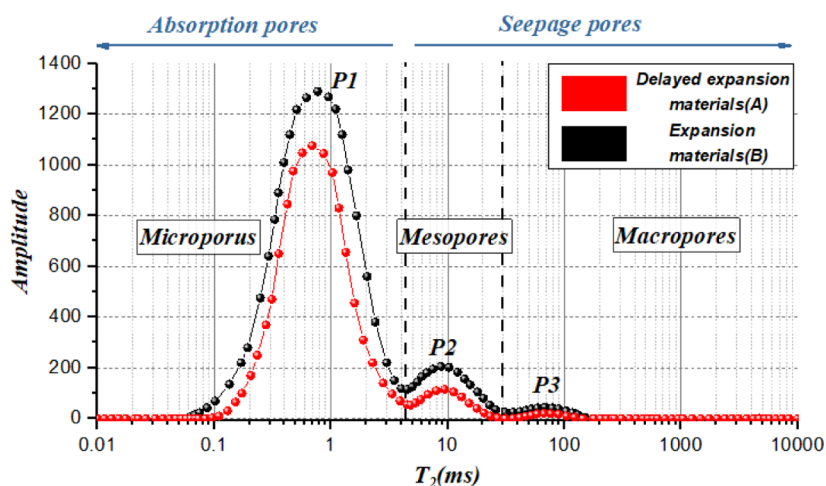 Absorption pores
Seepage pores
1400
1200
1000
800
600
400
200
0
Amplitude
P1
Delayed expansion
materials(A)
Expansion
materials(B)
Microporus
Mesopores
Macropores
P2
P3
0.01
0.1
1
10
100
1000
10000
T2(ms)